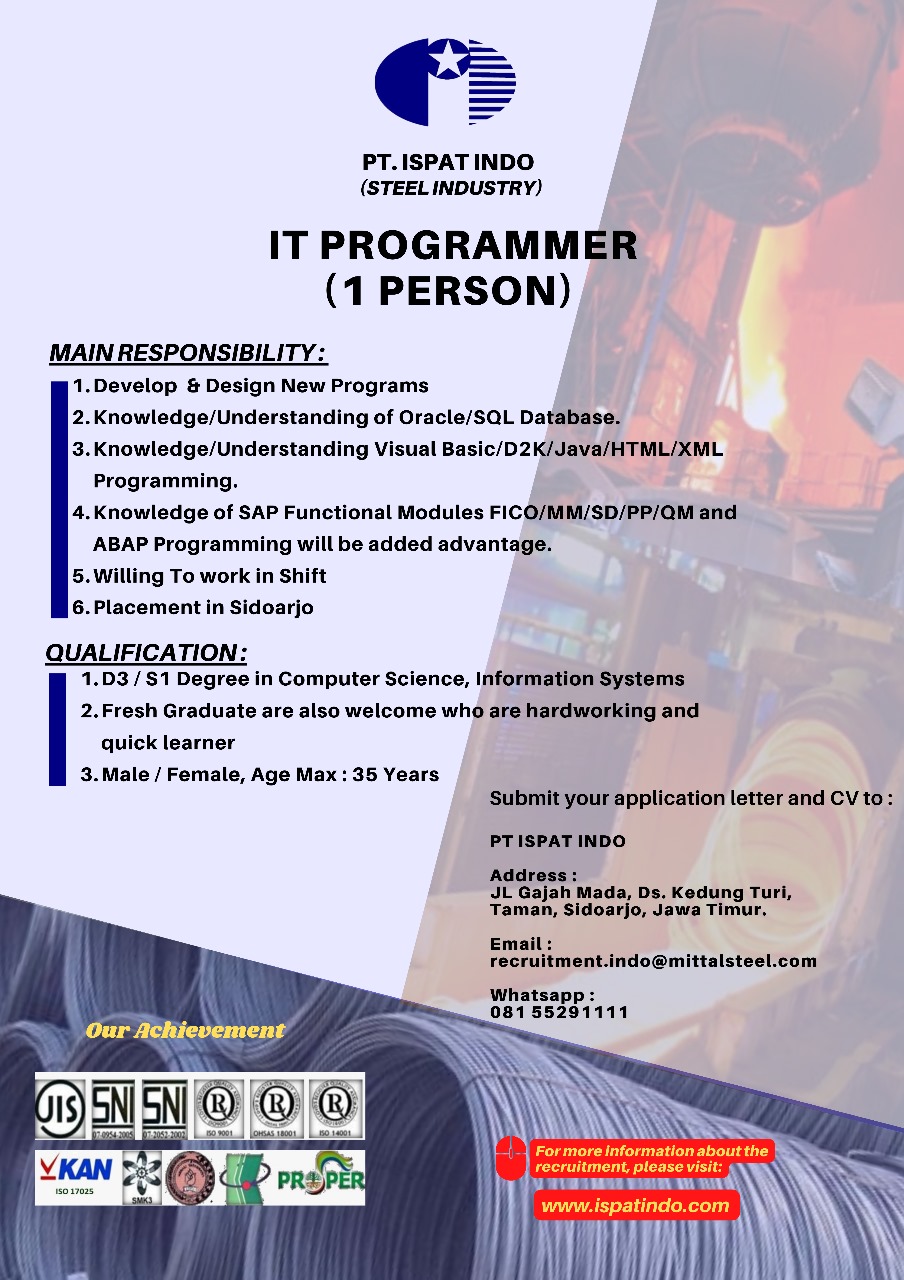 PT. ISPAT INDO
(STEEL INDUSTRY)
IT PROGRAMMER
(1 PERSON)
MAIN RESPONSIBILITY :
1. Develop & Design New Programs
2. Knowledge/Understanding of Oracle/SQL Database.
3. Knowledge/Understanding Visual Basic/D2K/Java/HTML/XML
Programming.
4. Knowledge of SAP Functional Modules FICO/MM/SD/PP/QM and
ABAP Programming will be added advantage.
5. Willing To work in Shift
6. Placement in Sidoarjo
QUALIFICATION :
1. D3 / S1 Degree in Computer Science, Information Systems
2. Fresh Graduate are also welcome who are hardworking and
quick learner
3. Male / Female, Age Max : 35 Years
Submit your application letter and CV to :
PT ISPAT INDO
Address :
JL Gajah Mada, Ds. Kedung Turi,
Taman, Sidoarjo, Jawa Timur.
Email :
recruitment.indo@mittalsteel.com
Whatsapp :
081 55291111
Our Achievement
JIS SNI SNI R R R
07-0954-2005 07-2052-2002 ISO 9001 OHSAS 18001 ISO 14001
KAN PROPER
ISO 17025 SMK3
For more information about the
recruitment, please visit:
www.ispatindo.com